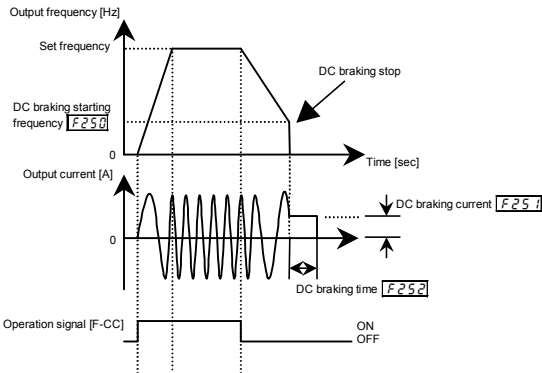 Output frequency [Hz]
Set frequency
DC braking stop
DC braking starting
frequency F250
0
Time [sec]
Output current [A]
DC braking current F251
0
DC braking time F252
Operation signal [F-CC]
ON
OFF